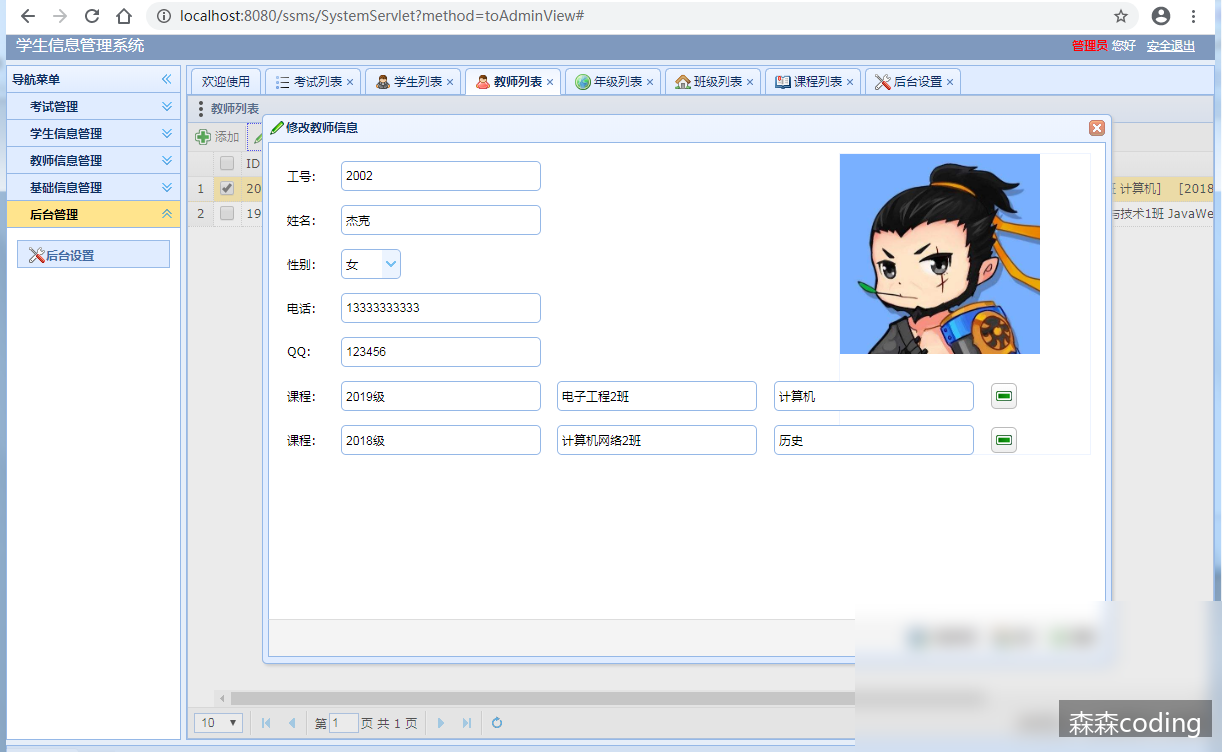 localhost:8080/ssms/SystemServlet?method=toAdminView#
学生信息管理系统
管理员 您好 安全退出
导航菜单
考试管理
学生信息管理
教师信息管理
基础信息管理
后台管理
后台设置
欢迎使用 考试列表 学生列表 教师列表 年级列表 班级列表 课程列表 后台设置
教师列表
添加
ID
1 20
计算机] [2018
2 19
与技术1班 JavaWe
修改教师信息
工号: 2002
姓名: 杰克
性别: 女
电话: 13333333333
QQ: 123456
课程: 2019级 电子工程2班 计算机
课程: 2018级 计算机网络2班 历史
10 第 1 页 共 1 页
森森coding